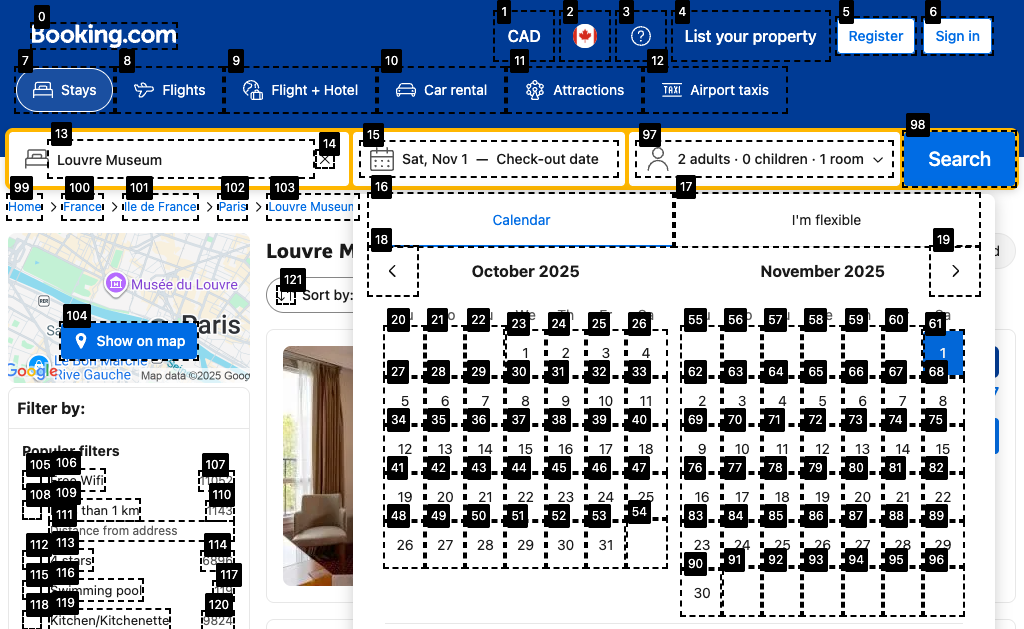 Booking.com
CAD
List your property
Register
Sign in
Stays
Flights
Flight + Hotel
Car rental
Attractions
Airport taxis
Louvre Museum
Sat, Nov 1 — Check-out date
2 adults · 0 children · 1 room
Search
Home
France
Ile de France
Paris
Louvre Museum
Calendar
I'm flexible
October 2025
November 2025
1 2 3 4
5 6 7 8 9 10 11
12 13 14 15 16 17 18
19 20 21 22 23 24 25
26 27 28 29 30 31
1
2 3 4 5 6 7 8
9 10 11 12 13 14 15
16 17 18 19 20 21 22
23 24 25 26 27 28 29
30
Musée du Louvre
Paris
Show on map
Rive Gauche
Google
Map data ©2025 Goog
Louvre M
Sort by:
Filter by:
Popular filters
Free Wifi
than 1 km
1143
Distance from address
stars
Swimming pool
Kitchen/Kitchenette
9824
0 1 2 3 4 5 6
7 8 9 10 11 12
13 14 15 97 98
99 100 101 102 103
16 17
18 19
20 21 22 23 24 25 26
27 28 29 30 31 32 33
34 35 36 37 38 39 40
41 42 43 44 45 46 47
48 49 50 51 52 53 54
55 56 57 58 59 60 61
62 63 64 65 66 67 68
69 70 71 72 73 74 75
76 77 78 79 80 81 82
83 84 85 86 87 88 89
90 91 92 93 94 95 96
104
121
105 106 107
108 109 110
111
112 113 114
115 116 117
118 119 120